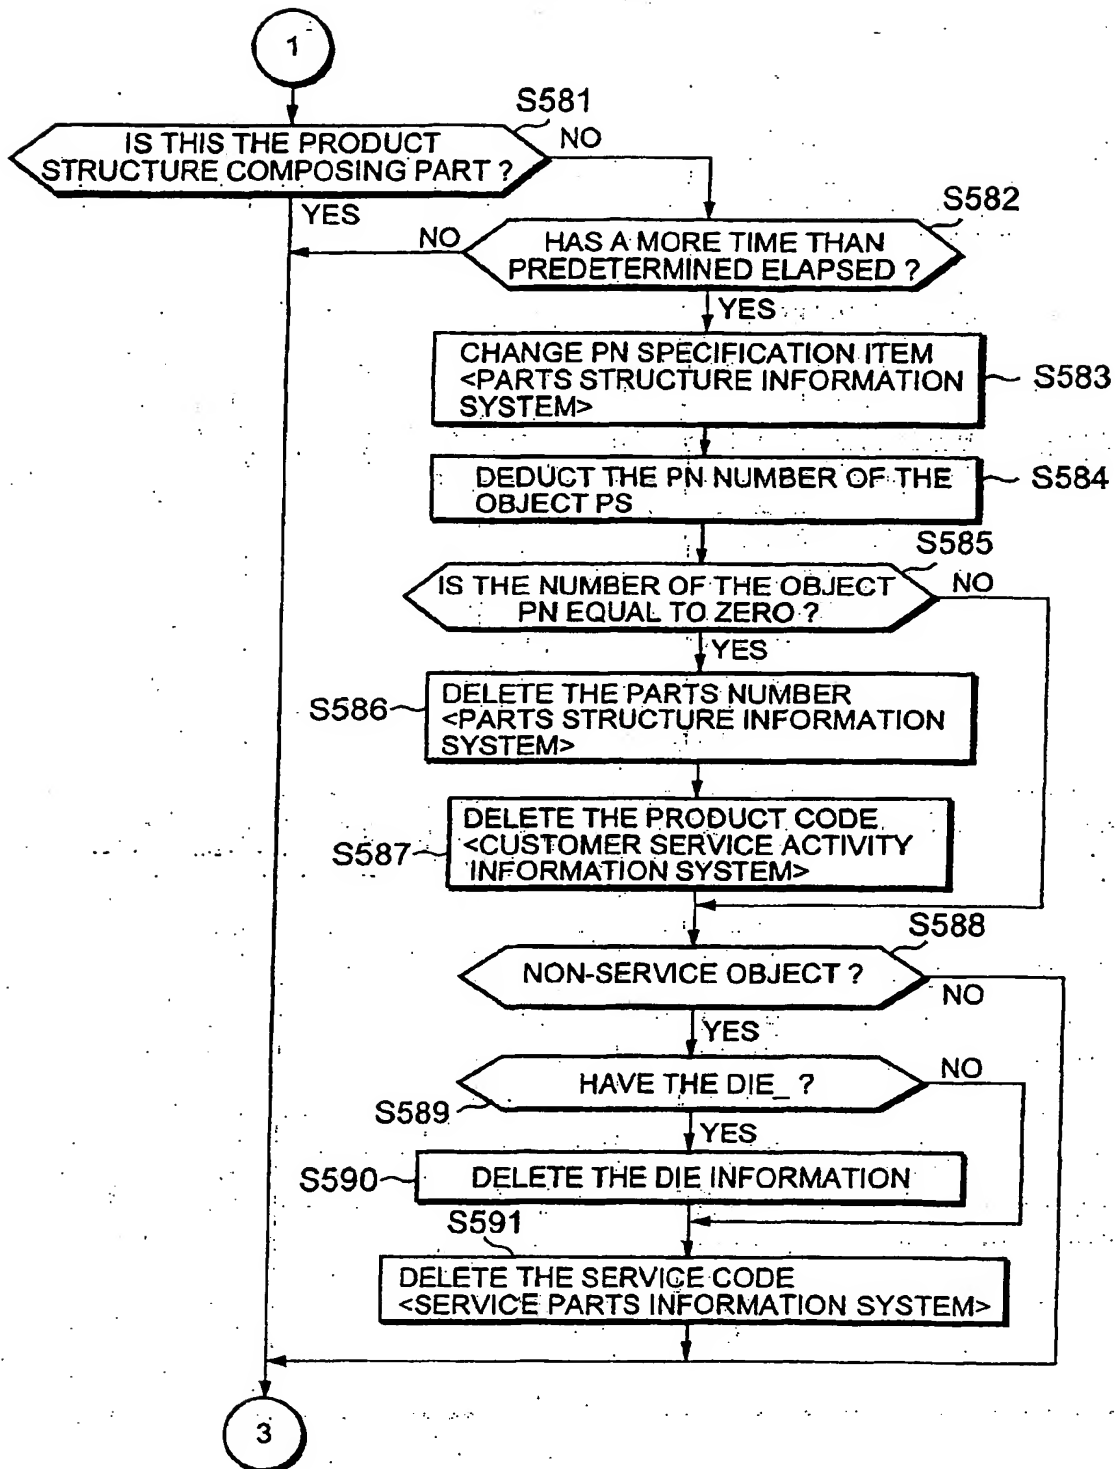 1
S581
IS THIS THE PRODUCT
STRUCTURE COMPOSING PART ?
NO
YES
S582
NO
HAS A MORE TIME THAN
PREDETERMINED ELAPSED ?
YES
CHANGE PN SPECIFICATION ITEM
<PARTS STRUCTURE INFORMATION
SYSTEM>
S583
DEDUCT THE PN NUMBER OF THE
OBJECT PS
S584
S585
IS THE NUMBER OF THE OBJECT
PN EQUAL TO ZERO ?
NO
YES
S586
DELETE THE PARTS NUMBER
<PARTS STRUCTURE INFORMATION
SYSTEM>
S587
DELETE THE PRODUCT CODE
<CUSTOMER SERVICE ACTIVITY
INFORMATION SYSTEM>
S588
NON-SERVICE OBJECT ?
NO
YES
HAVE THE DIE_ ?
NO
S589
YES
S590
DELETE THE DIE INFORMATION
S591
DELETE THE SERVICE CODE
<SERVICE PARTS INFORMATION SYSTEM>
3